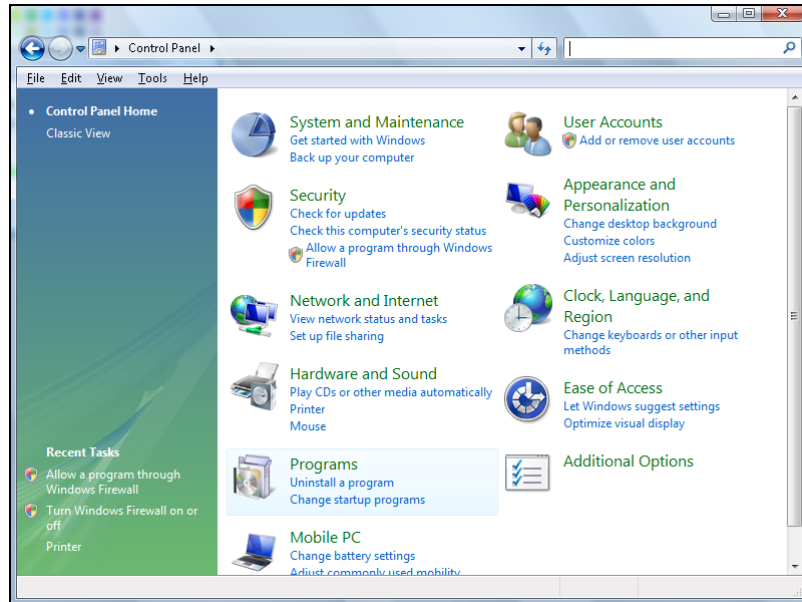 Control Panel
File Edit View Tools Help
Control Panel Home
Classic View
Recent Tasks
Allow a program through
Windows Firewall
Turn Windows Firewall on or
off
Printer
System and Maintenance
Get started with Windows
Back up your computer
Security
Check for updates
Check this computer's security status
Allow a program through Windows
Firewall
Network and Internet
View network status and tasks
Set up file sharing
Hardware and Sound
Play CDs or other media automatically
Printer
Mouse
Programs
Uninstall a program
Change startup programs
Mobile PC
Change battery settings
Adjust commonly used mobility
User Accounts
Add or remove user accounts
Appearance and
Personalization
Change desktop background
Customize colors
Adjust screen resolution
Clock, Language, and
Region
Change keyboards or other input
methods
Ease of Access
Let Windows suggest settings
Optimize visual display
Additional Options